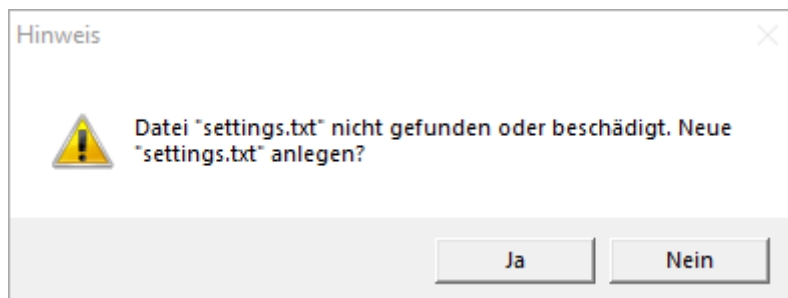 Hinweis
Datei "settings.txt" nicht gefunden oder beschädigt. Neue
"settings.txt" anlegen?
Ja
Nein